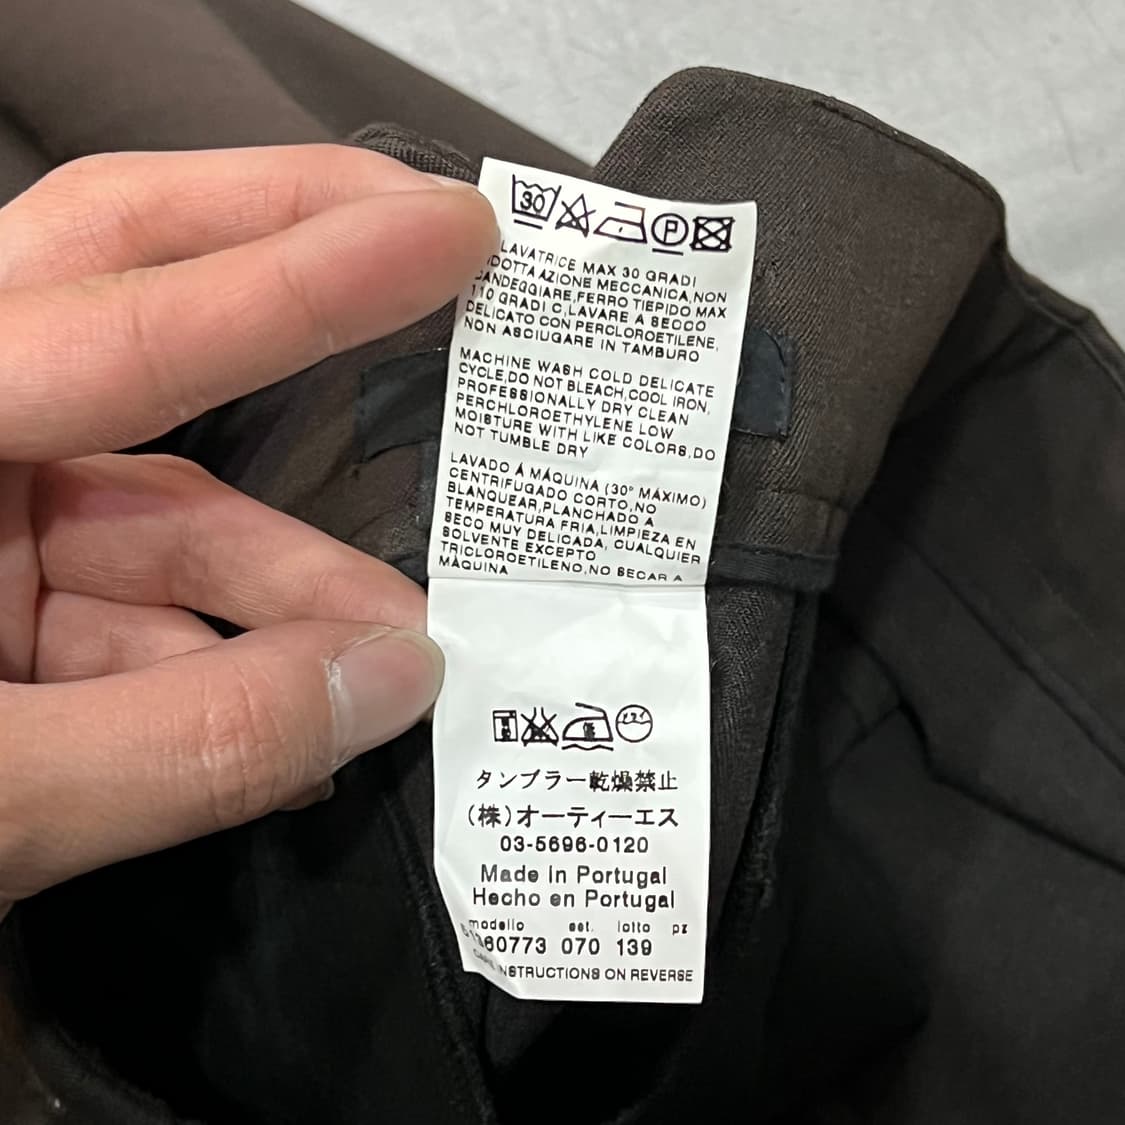 30 P
LAVATRICE MAX 30 GRADI
AZIONE MECCANICA,NON
CANDEGGIARE,FERRO TIEPIDO MAX
110 GRADI C,LAVARE A SECCO
DELICATO CON PERCLOROETILENE,
NON ASCIUGARE IN TAMBURO
MACHINE WASH COLD DELICATE
CYCLE,DO NOT BLEACH,COOL IRON,
PROFESSIONALLY DRY CLEAN
PERCHLOROETHYLENE LOW
MOISTURE WITH LIKE COLORS,DO
NOT TUMBLE DRY
LAVADO À MÁQUINA (30° MÁXIMO)
CENTRIFUGADO CORTO,NO
BLANQUEAR,PLANCHADO A
TEMPERATURA FRIA,LIMPIEZA EN
SECO MUY DELICADA, CUALQUIER
SOLVENTE EXCEPTO
TRICLOROETILENO,NO SECAR A
MÁQUINA
タンブラー乾燥禁止
(株)オーティーエス
03-5696-0120
Made in Portugal
Hecho en Portugal
modello est. lotto pz
070 139
INSTRUCTIONS ON REVERSE